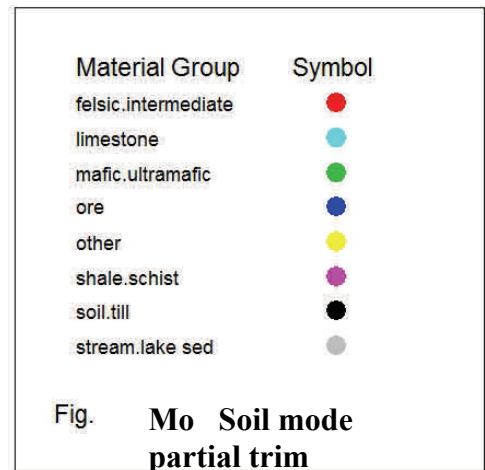 Material Group Symbol
felsic.intermediate
limestone
mafic.ultramafic
ore
other
shale.schist
soil.till
stream.lake sed
Fig. Mo Soil mode
partial trim